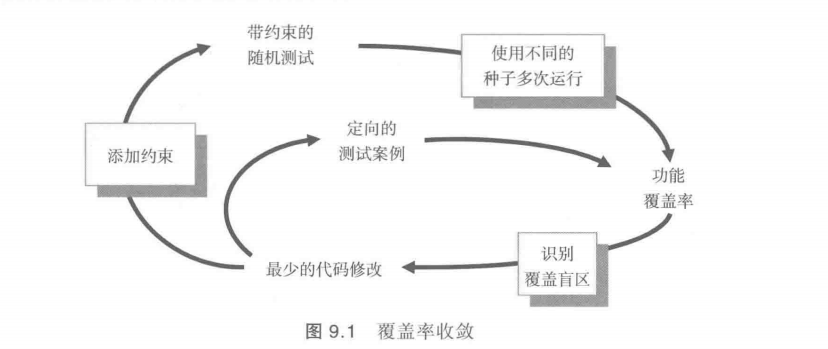 带约束的
随机测试
使用不同的
种子多次运行
添加约束
定向的
测试案例
功能
覆盖率
识别
覆盖盲区
最少的代码修改
图 9.1 覆盖率收敛